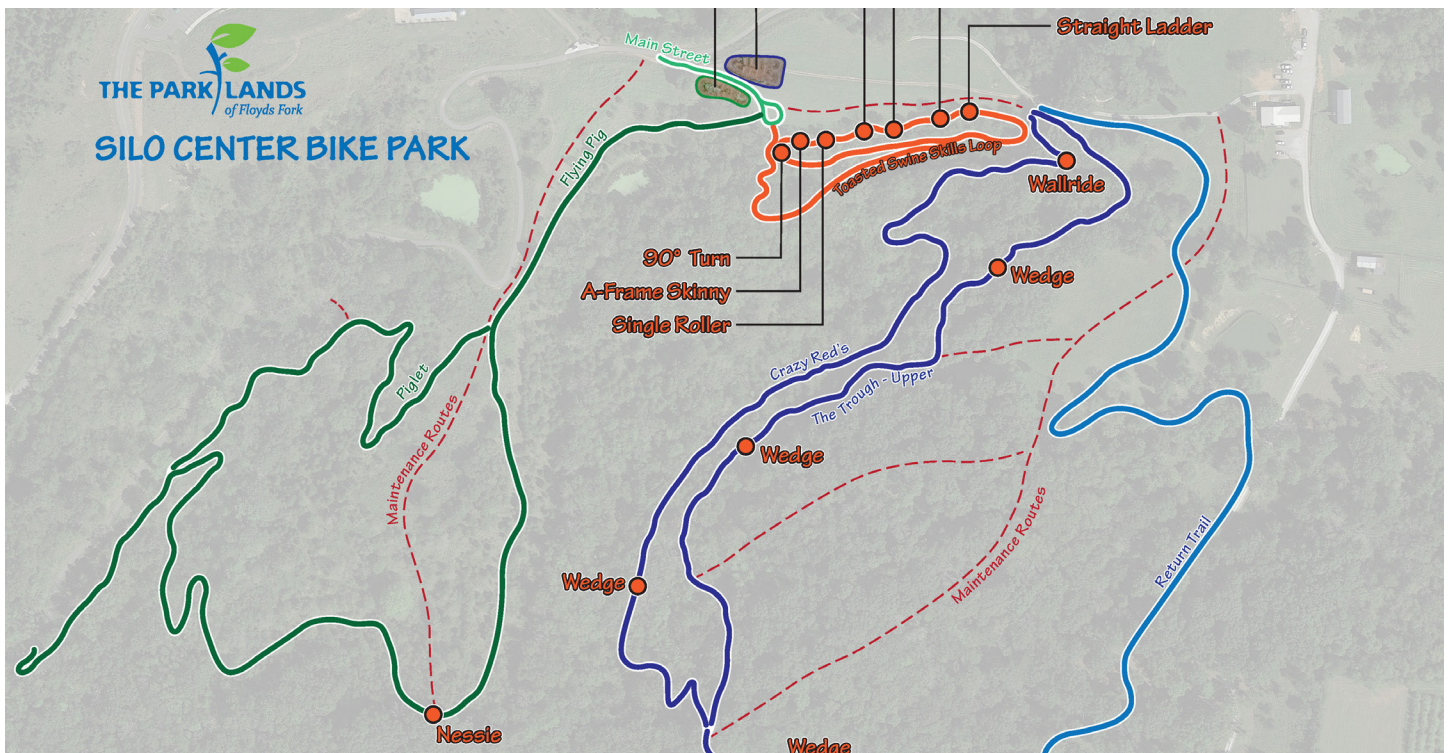 THE PARKLANDS
of Floyds Fork
SILO CENTER BIKE PARK
Main Street
Straight Ladder
Flying Pig
Toasted Swine Skills Loop
Wallride
90° Turn
A-Frame Skinny
Single Roller
Wedge
Piglet
Crazy Red's
The Trough - Upper
Maintenance Routes
Wedge
Maintenance Routes
Return Trail
Wedge
Nessie
Wedge